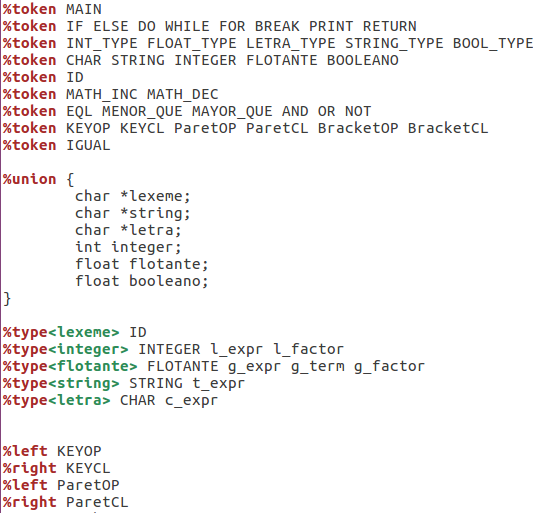 %token MAIN
%token IF ELSE DO WHILE FOR BREAK PRINT RETURN
%token INT_TYPE FLOAT_TYPE LETRA_TYPE STRING_TYPE BOOL_TYPE
%token CHAR STRING INTEGER FLOTANTE BOOLEANO
%token ID
%token MATH_INC MATH_DEC
%token EQL MENOR_QUE MAYOR_QUE AND OR NOT
%token KEYOP KEYCL ParetOP ParetCL BracketOP BracketCL
%token IGUAL
%union {
char *lexeme;
char *string;
char *letra;
int integer;
float flotante;
float booleano;
}
%type<lexeme> ID
%type<integer> INTEGER l_expr l_factor
%type<flotante> FLOTANTE g_expr g_term g_factor
%type<string> STRING t_expr
%type<letra> CHAR c_expr
%left KEYOP
%right KEYCL
%left ParetOP
%right ParetCL